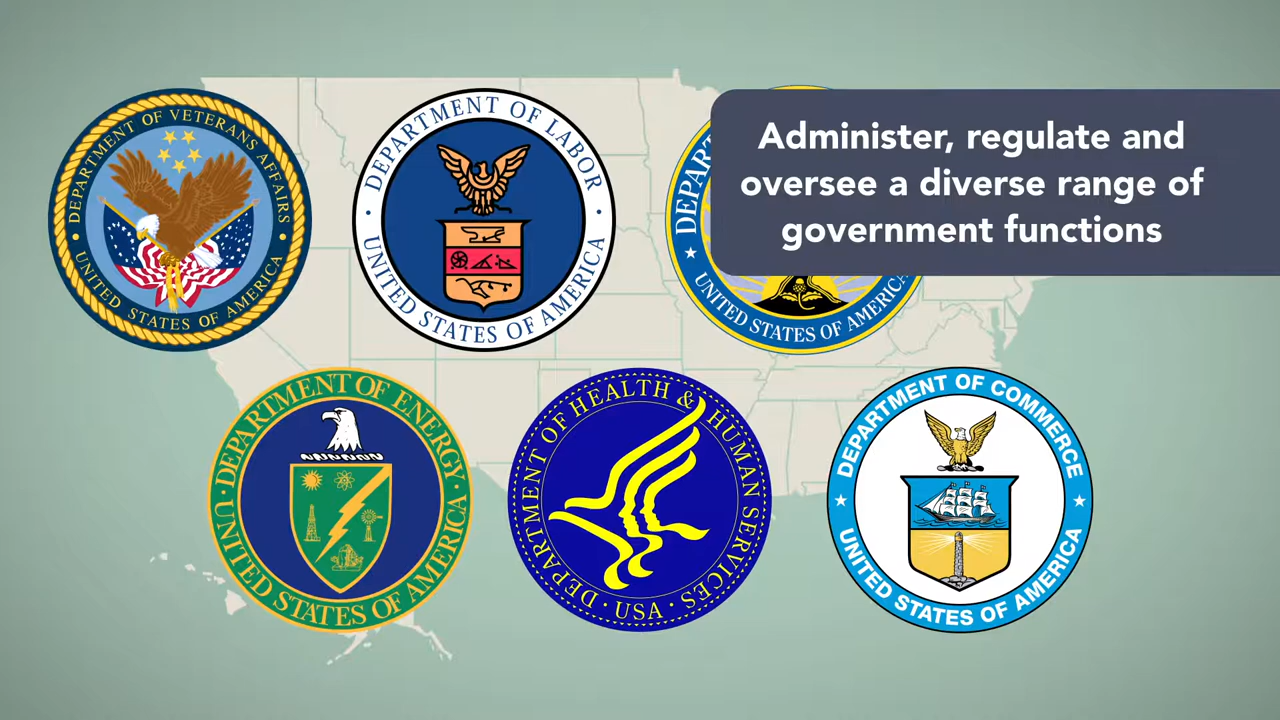 DEPARTMENT OF VETERANS AFFAIRS
UNITED STATES OF AMERICA
DEPARTMENT OF LABOR
UNITED STATES OF AMERICA
UNITED STATES OF AMERICA
Administer, regulate and
oversee a diverse range of
government functions
DEPARTMENT OF ENERGY
UNITED STATES OF AMERICA
DEPARTMENT OF HEALTH & HUMAN SERVICES
USA
DEPARTMENT OF COMMERCE
UNITED STATES OF AMERICA